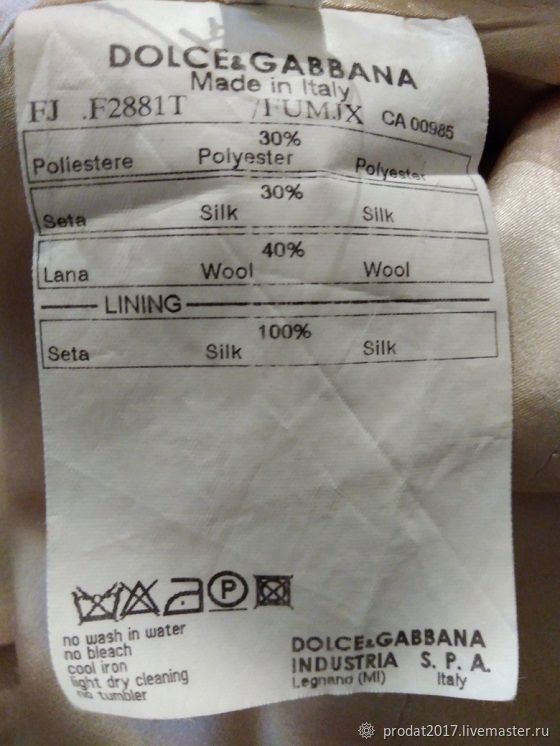 DOLCE&GABBANA
Made in Italy
FJ .F2881T /FUMJX CA 00985
30%
Poliestere Polyester Polyester
30%
Seta Silk Silk
40%
Lana Wool Wool
LINING
100%
Seta Silk Silk
P
no wash in water
no bleach
cool iron
light dry cleaning
no tumbler
DOLCE&GABBANA
INDUSTRIA S. P. A.
Legnano (MI) Italy
prodat2017.livemaster.ru